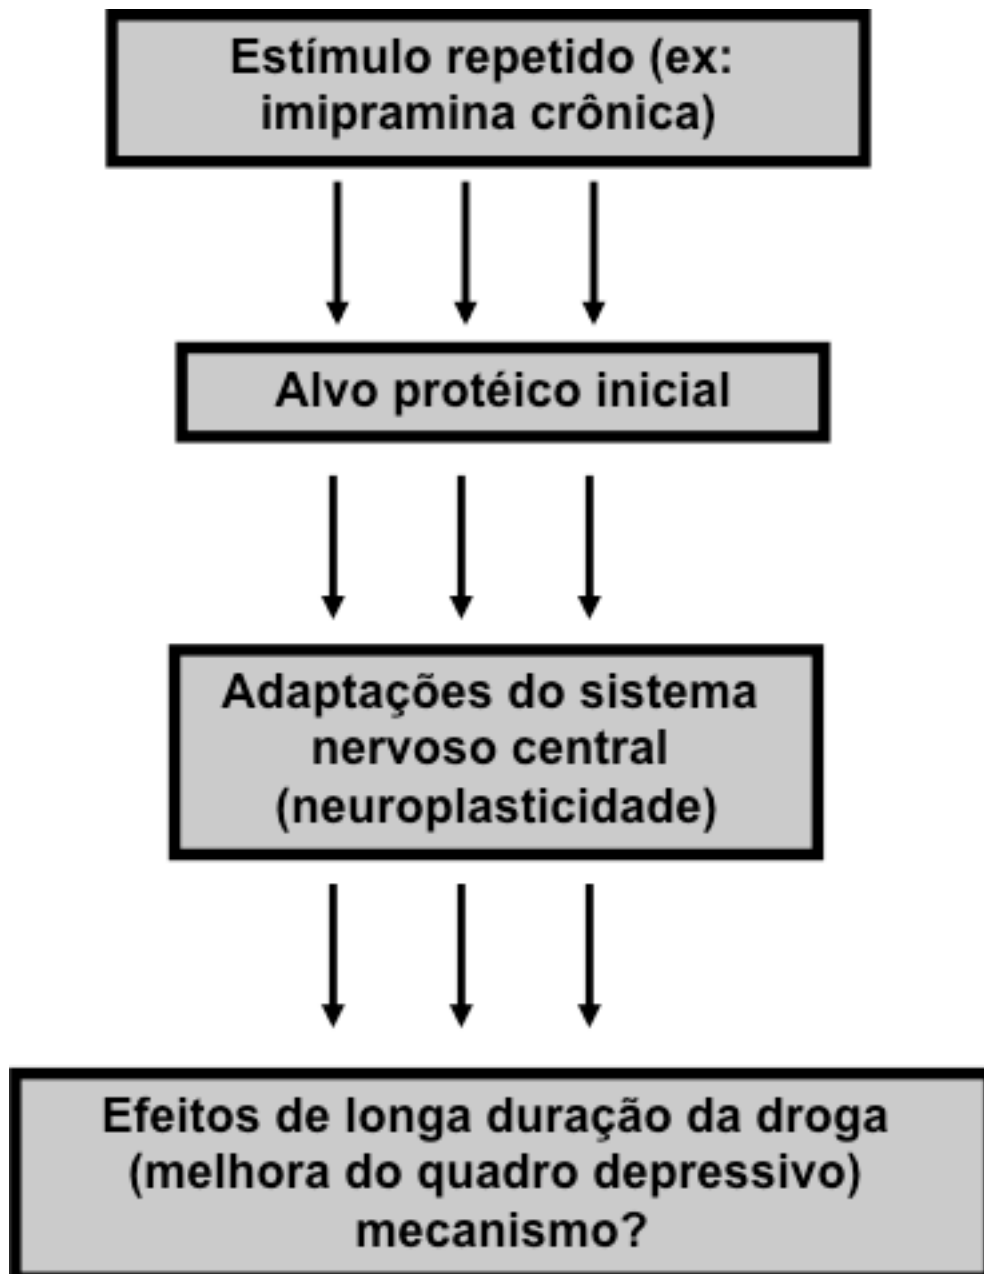 Estímulo repetido (ex:
imipramina crônica)
Alvo protéico inicial
Adaptações do sistema
nervoso central
(neuroplasticidade)
Efeitos de longa duração da droga
(melhora do quadro depressivo)
mecanismo?